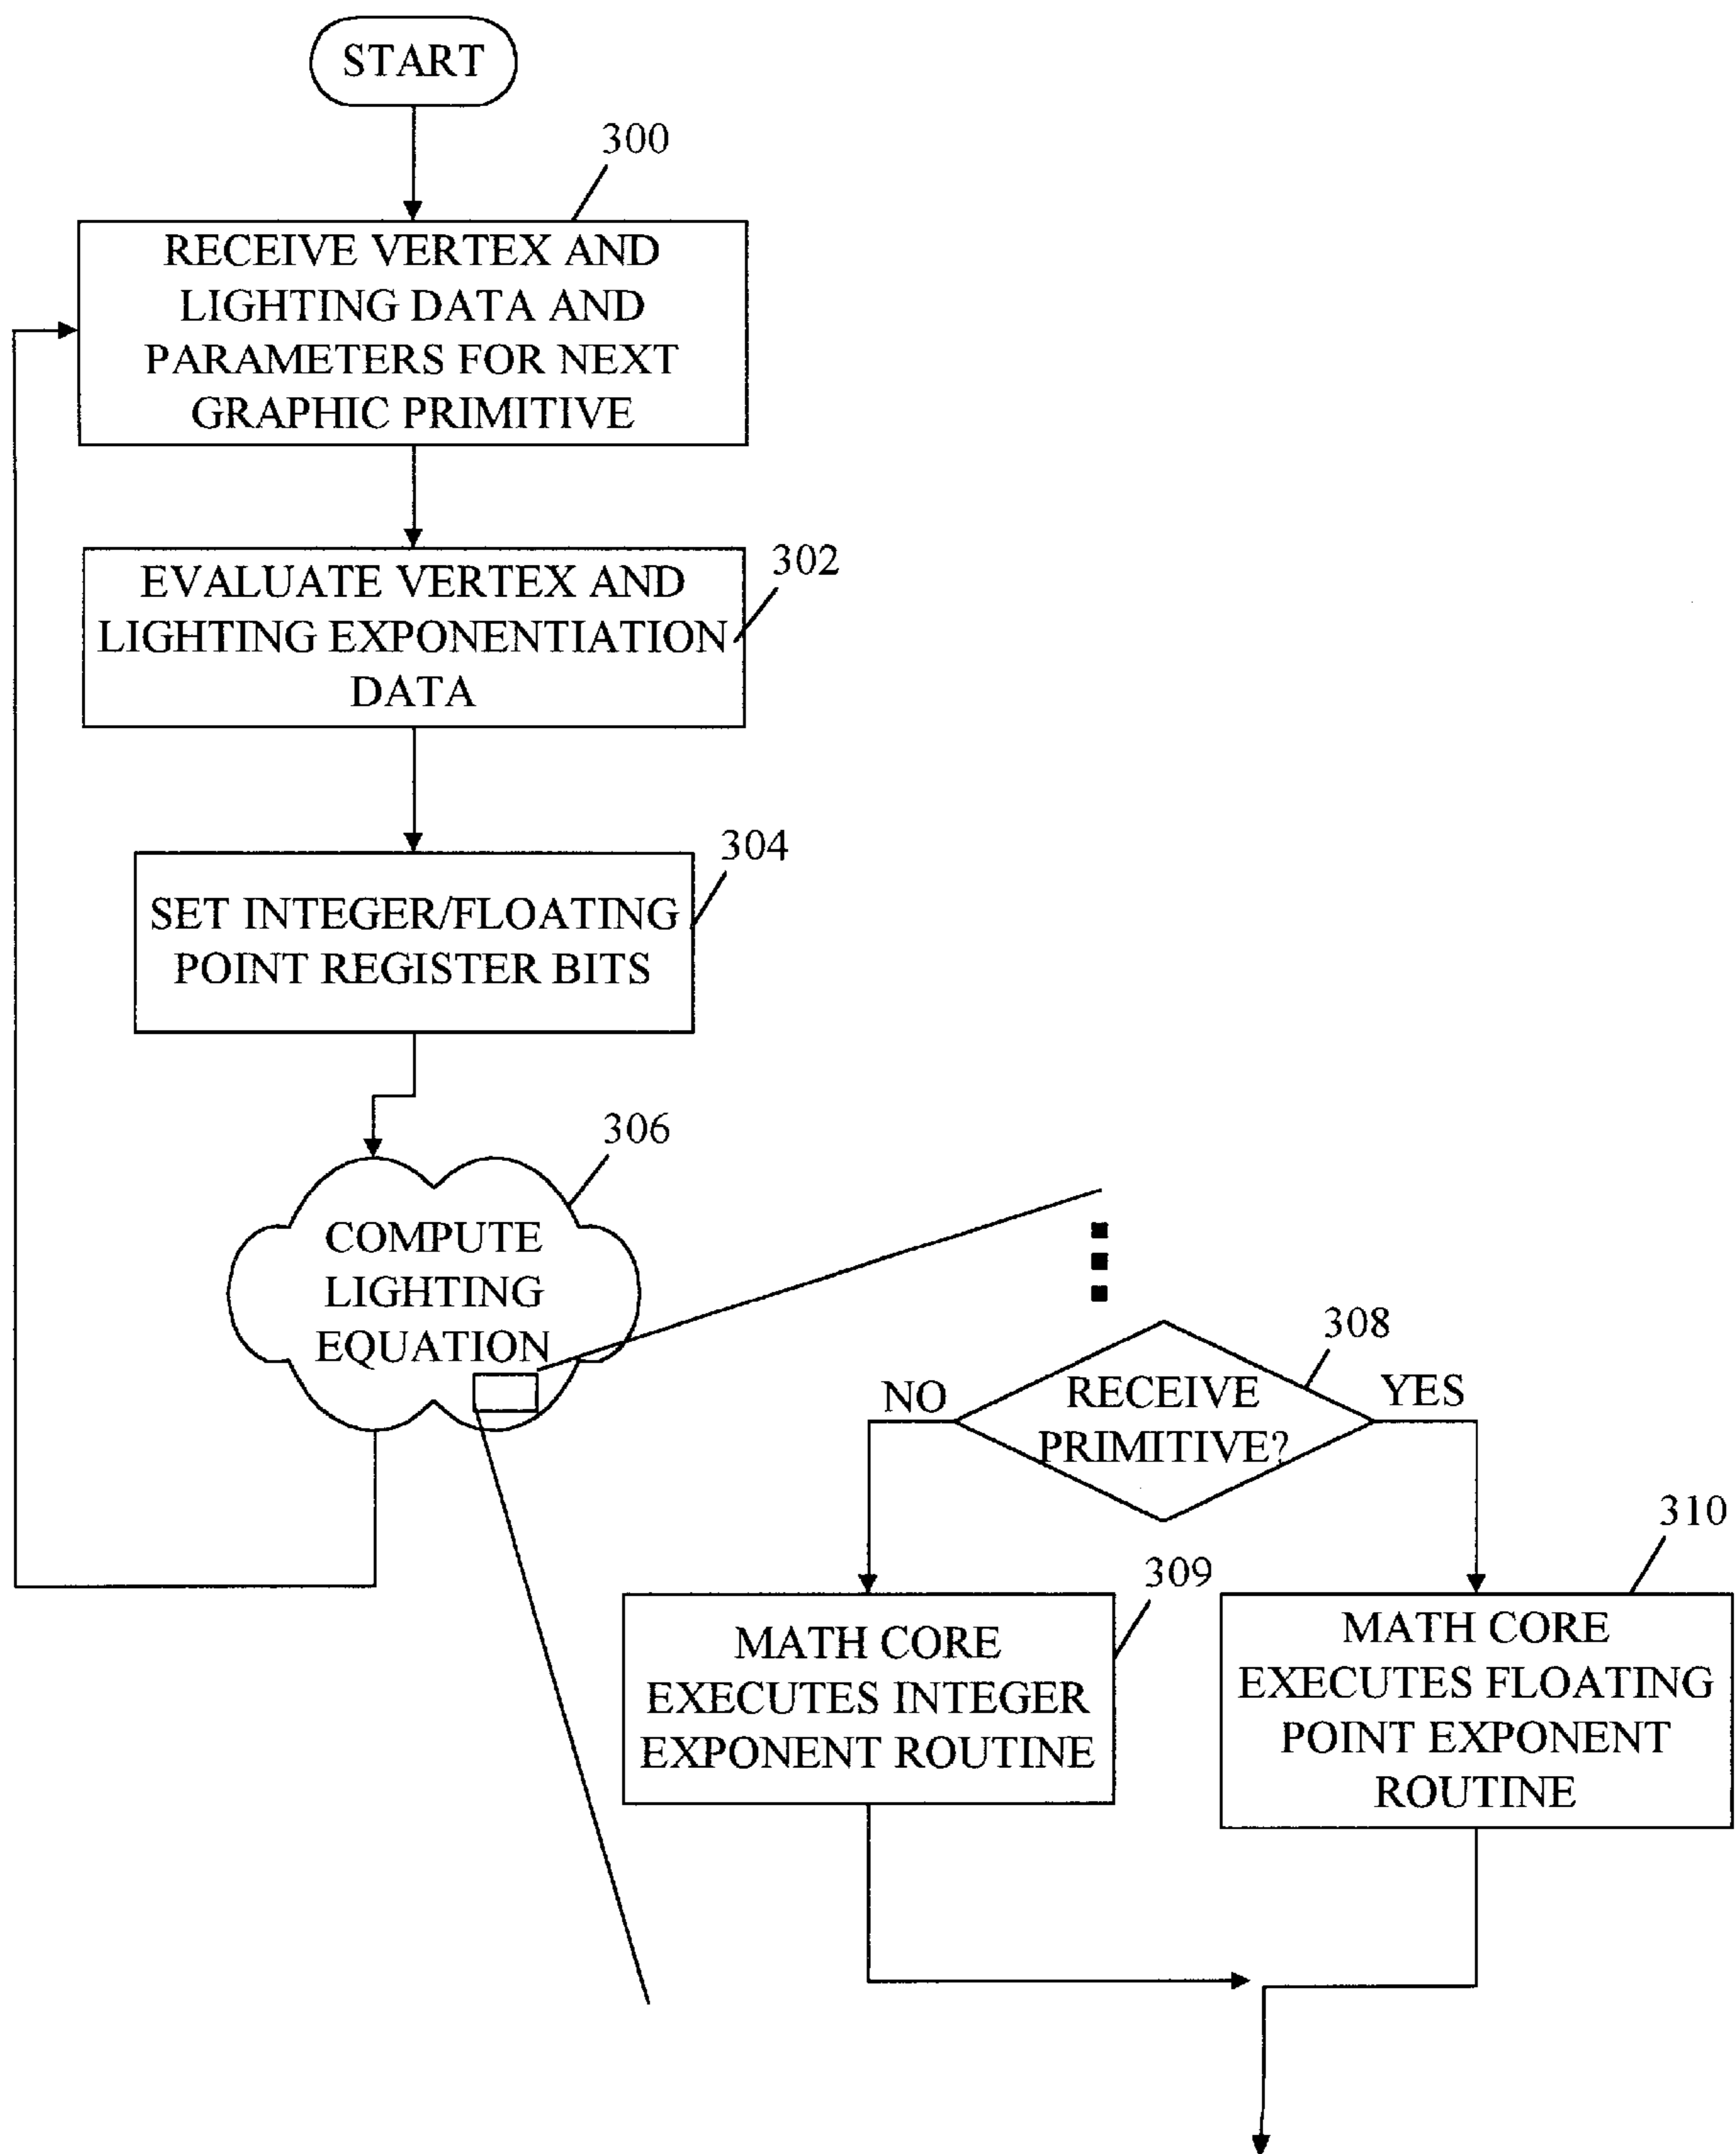 START
300
RECEIVE VERTEX AND
LIGHTING DATA AND
PARAMETERS FOR NEXT
GRAPHIC PRIMITIVE
302
EVALUATE VERTEX AND
LIGHTING EXPONENTIATION
DATA
304
SET INTEGER/FLOATING
POINT REGISTER BITS
306
COMPUTE
LIGHTING
EQUATION
308
NO
RECEIVE
PRIMITIVE?
YES
309
MATH CORE
EXECUTES INTEGER
EXPONENT ROUTINE
310
MATH CORE
EXECUTES FLOATING
POINT EXPONENT
ROUTINE